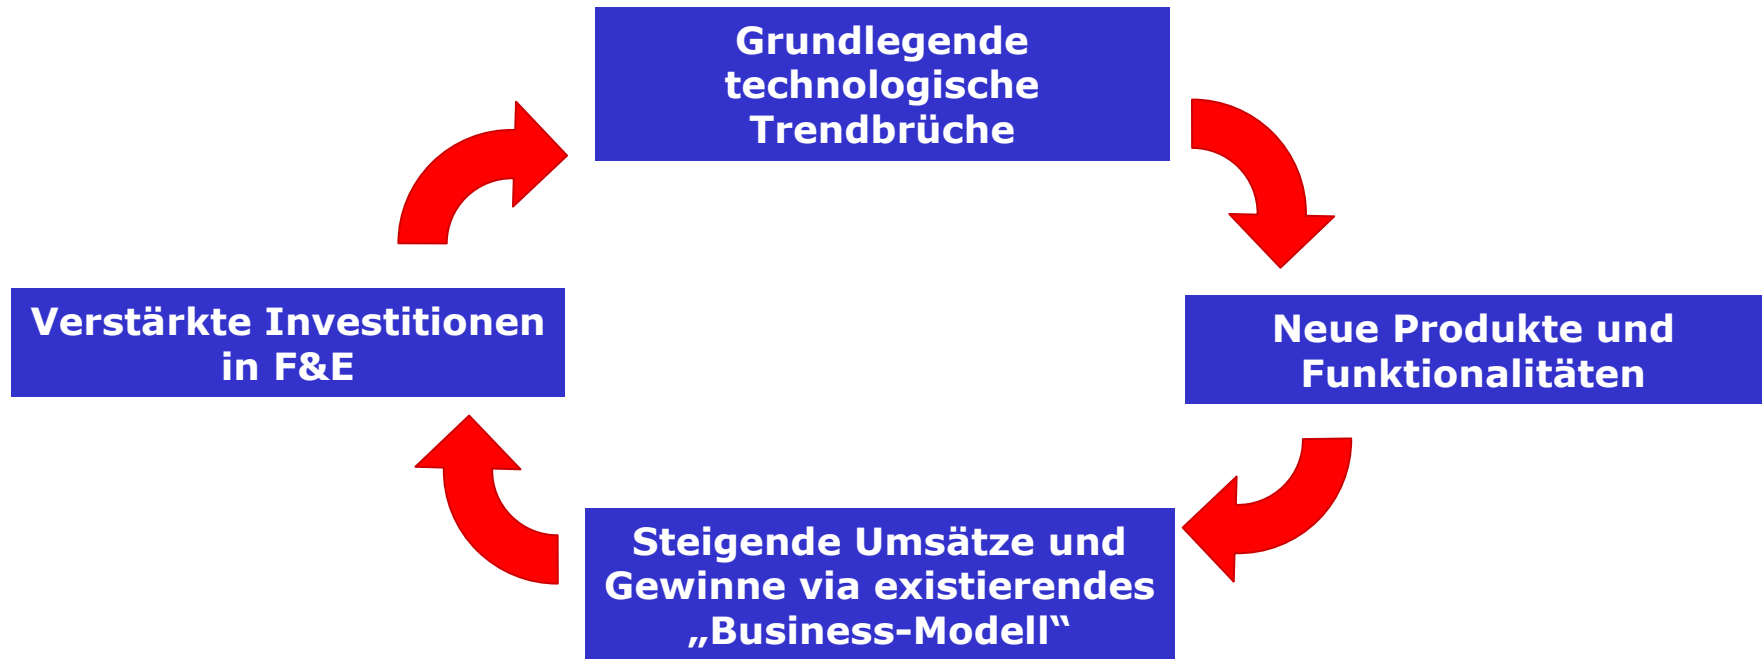 Grundlegende
technologische
Trendbrüche
Verstärkte Investitionen
in F&E
Neue Produkte und
Funktionalitäten
Steigende Umsätze und
Gewinne via existierendes
„Business-Modell“